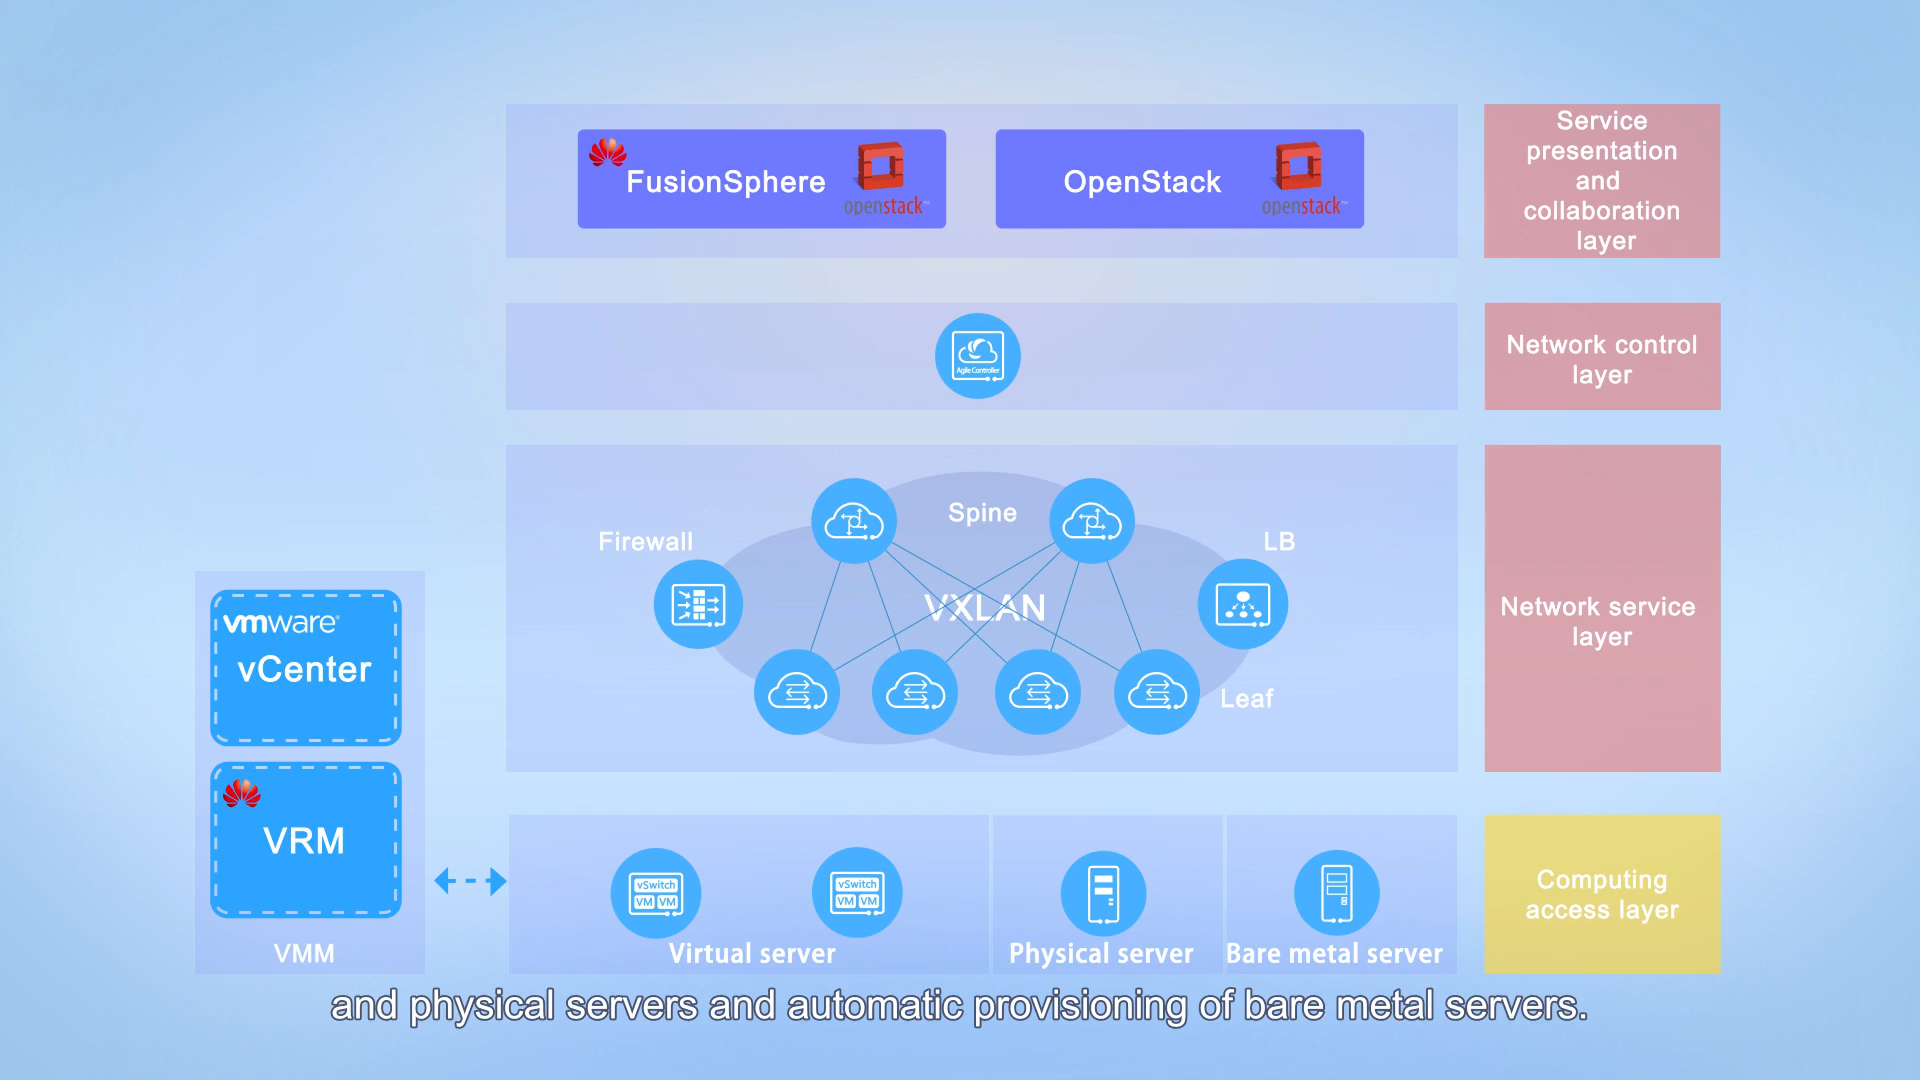 FusionSphere
openstack™
OpenStack
openstack™
Service
presentation
and
collaboration
layer
Agile Controller
Network control
layer
Spine
Firewall
LB
VXLAN
Leaf
Network service
layer
vmware®
vCenter
VRM
VMM
vSwitch
VM VM
vSwitch
VM VM
Virtual server
Physical server
Bare metal server
Computing
access layer
and physical servers and automatic provisioning of bare metal servers.